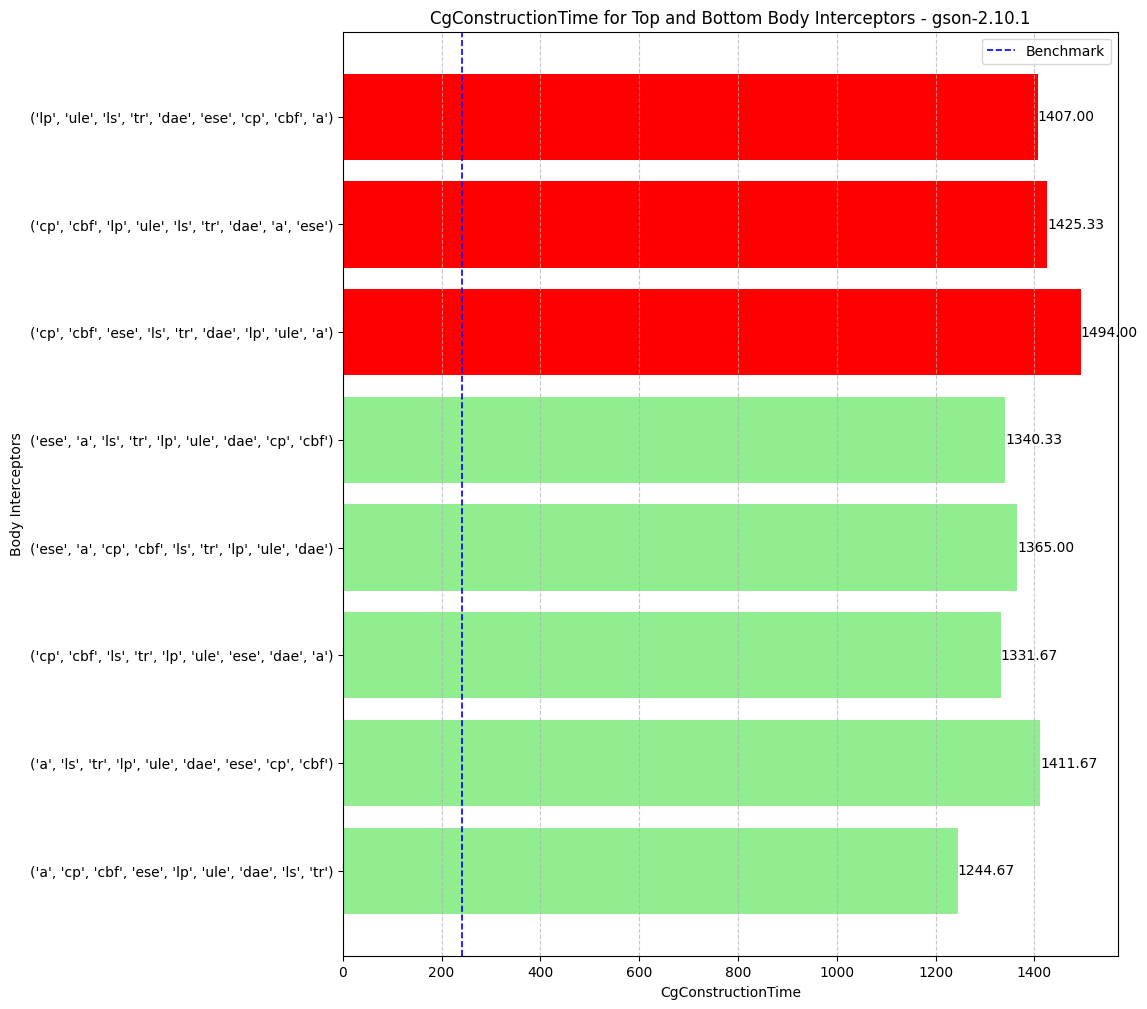 CgConstructionTime for Top and Bottom Body Interceptors - gson-2.10.1
Benchmark
('lp', 'ule', 'ls', 'tr', 'dae', 'ese', 'cp', 'cbf', 'a')
1407.00
('cp', 'cbf', 'lp', 'ule', 'ls', 'tr', 'dae', 'a', 'ese')
1425.33
('cp', 'cbf', 'ese', 'ls', 'tr', 'dae', 'lp', 'ule', 'a')
1494.00
('ese', 'a', 'ls', 'tr', 'lp', 'ule', 'dae', 'cp', 'cbf')
1340.33
('ese', 'a', 'cp', 'cbf', 'ls', 'tr', 'lp', 'ule', 'dae')
1365.00
('cp', 'cbf', 'ls', 'tr', 'lp', 'ule', 'ese', 'dae', 'a')
1331.67
('a', 'ls', 'tr', 'lp', 'ule', 'dae', 'ese', 'cp', 'cbf')
1411.67
('a', 'cp', 'cbf', 'ese', 'lp', 'ule', 'dae', 'ls', 'tr')
1244.67
Body Interceptors
0 200 400 600 800 1000 1200 1400
CgConstructionTime